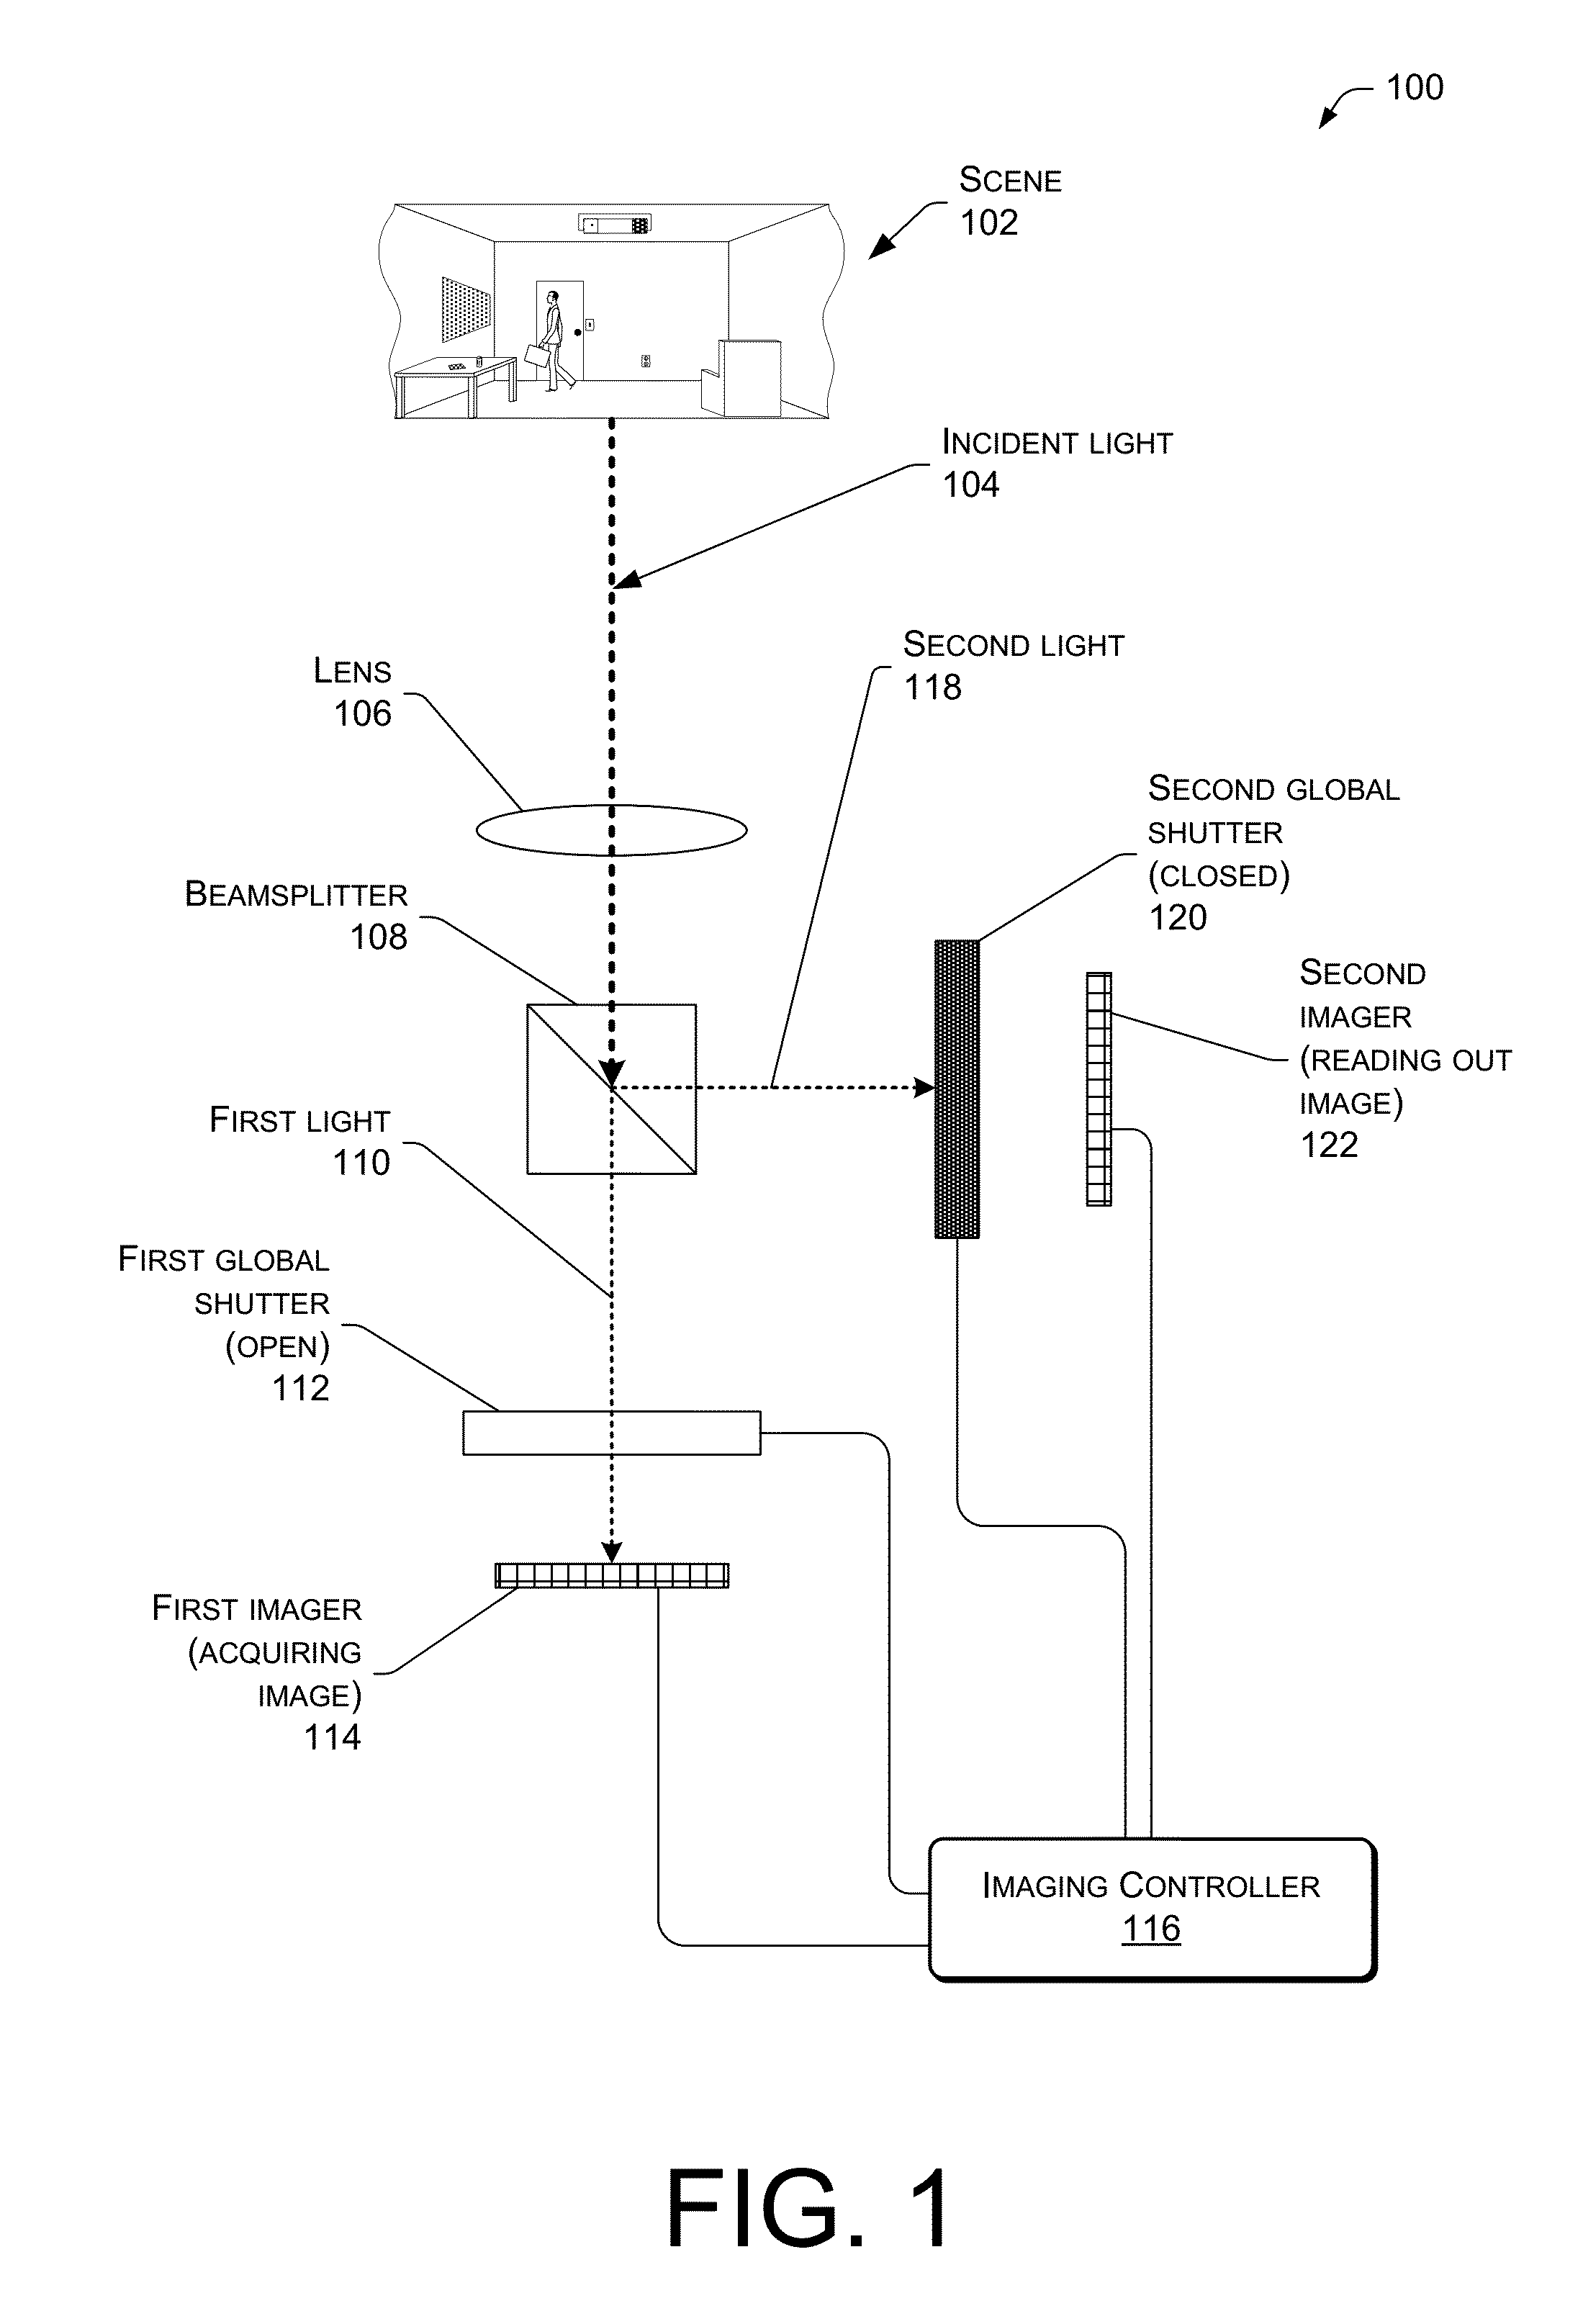 100
SCENE
102
INCIDENT LIGHT
104
SECOND LIGHT
118
LENS
106
SECOND GLOBAL
SHUTTER
(CLOSED)
120
BEAMSPLITTER
108
SECOND
IMAGER
(READING OUT
IMAGE)
122
FIRST LIGHT
110
FIRST GLOBAL
SHUTTER
(OPEN)
112
FIRST IMAGER
(ACQUIRING
IMAGE)
114
IMAGING CONTROLLER
116
FIG. 1